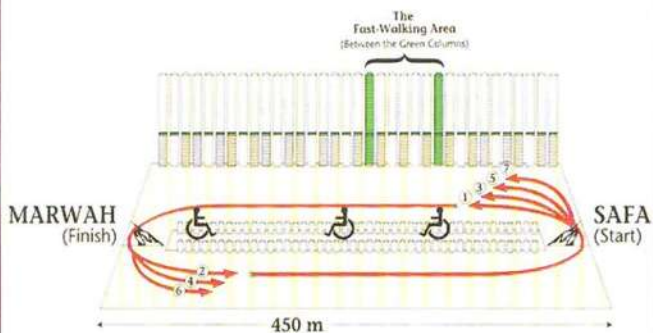 The
Fast-Walking Area
(Between the Green Columns)
7
5
3
1
MARWAH
(Finish)
SAFA
(Start)
2
4
6
450 m